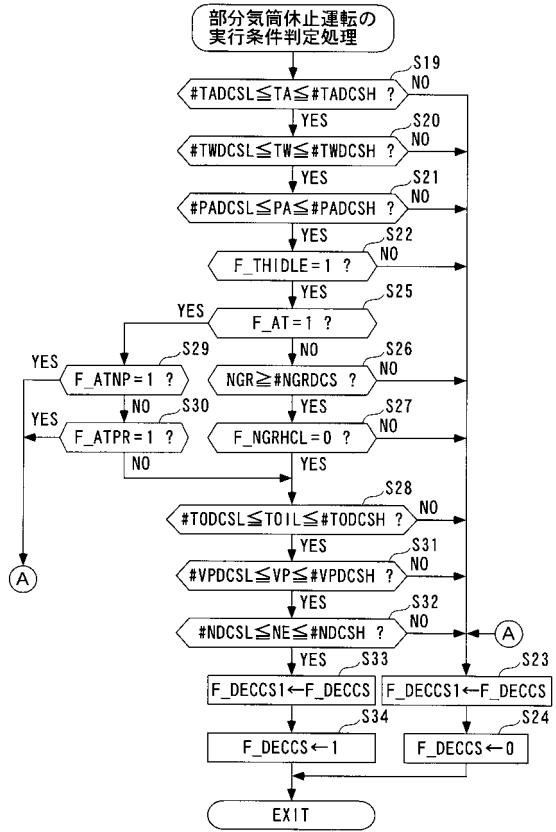 部分気筒休止運転の
実行条件判定処理
S19
#TADCSL≦TA≦#TADCSH ?
NO
YES
S20
#TWDCSL≦TW≦#TWDCSH ?
NO
YES
S21
#PADCSL≦PA≦#PADCSH ?
NO
YES
S22
F_THIDLE=1 ?
NO
YES
S25
F_AT=1 ?
YES
NO
S29
F_ATNP=1 ?
YES
NO
S26
NGR≧#NGRDCS ?
NO
YES
S30
F_ATPR=1 ?
YES
NO
S27
F_NGRHCL=0 ?
NO
YES
S28
#TODCSL≦TOIL≦#TODCSH ?
NO
YES
A
S31
#VPDCSL≦VP≦#VPDCSH ?
NO
YES
S32
#NDCSL≦NE≦#NDCSH ?
NO
A
YES
S33
F_DECCS1←F_DECCS
S23
F_DECCS1←F_DECCS
S34
F_DECCS←1
S24
F_DECCS←0
EXIT